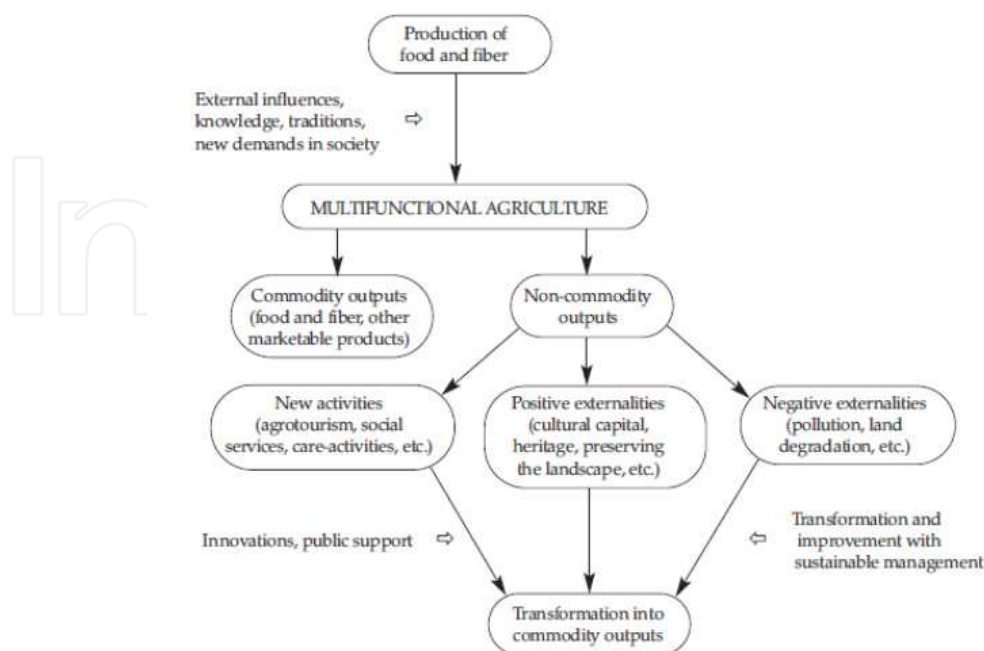 Production of
food and fiber
External influences,
knowledge, traditions,
new demands in society
MULTIFUNCTIONAL AGRICULTURE
Commodity outputs
(food and fiber, other
marketable products)
Non-commodity
outputs
New activities
(agrotourism, social
services, care-activities, etc.)
Positive externalities
(cultural capital,
heritage, preserving
the landscape, etc.)
Negative externalities
(pollution, land
degradation, etc.)
Innovations, public support
Transformation and
improvement with
sustainable management
Transformation into
commodity outputs
In